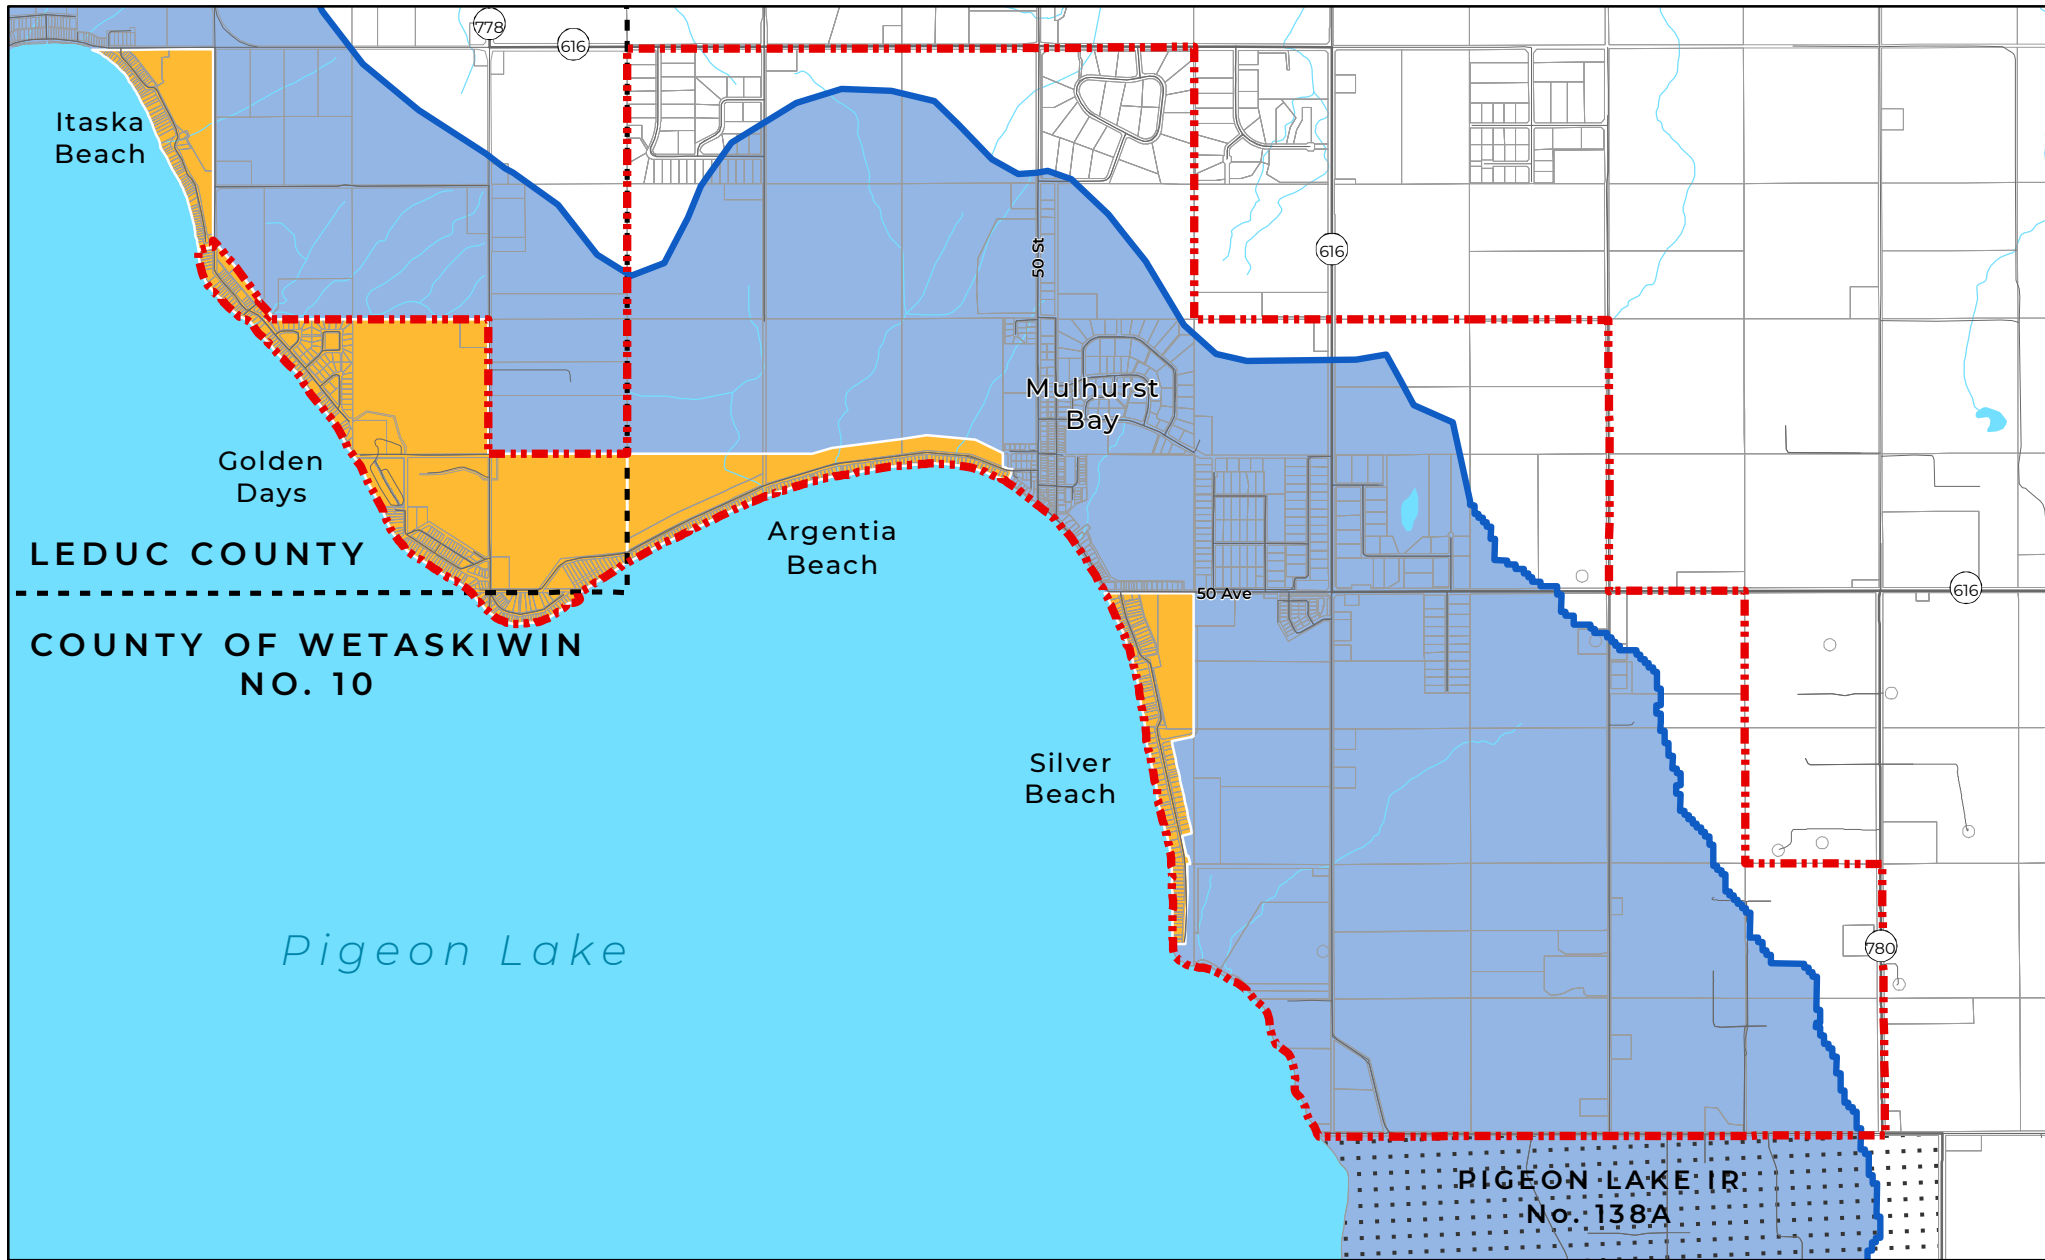 778
616
Itaska
Beach
50 St
616
Mulhurst
Bay
Golden
Days
Argentia
Beach
LEDUC COUNTY
50 Ave
616
COUNTY OF WETASKIWIN
NO. 10
Silver
Beach
Pigeon Lake
780
PIGEON LAKE IR
No. 138A